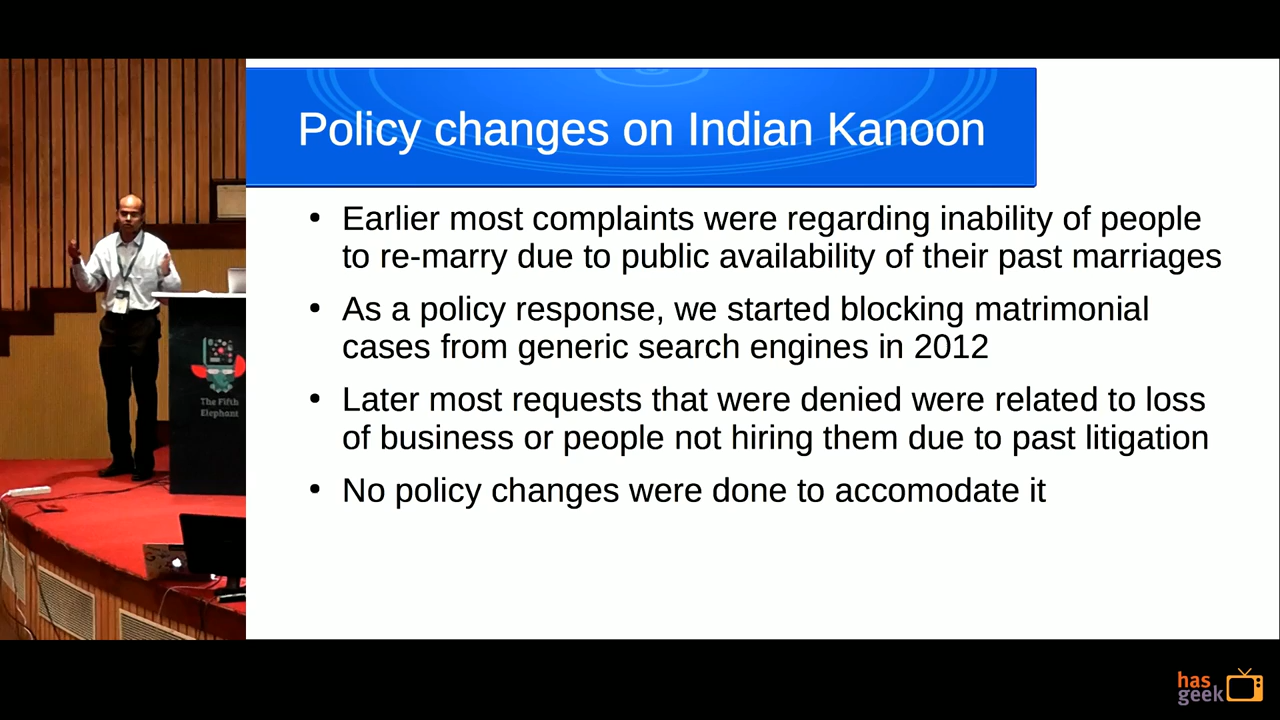 Policy changes on Indian Kanoon
• Earlier most complaints were regarding inability of people
to re-marry due to public availability of their past marriages
• As a policy response, we started blocking matrimonial
cases from generic search engines in 2012
• Later most requests that were denied were related to loss
of business or people not hiring them due to past litigation
• No policy changes were done to accomodate it
The Fifth
Elephant
has
geek